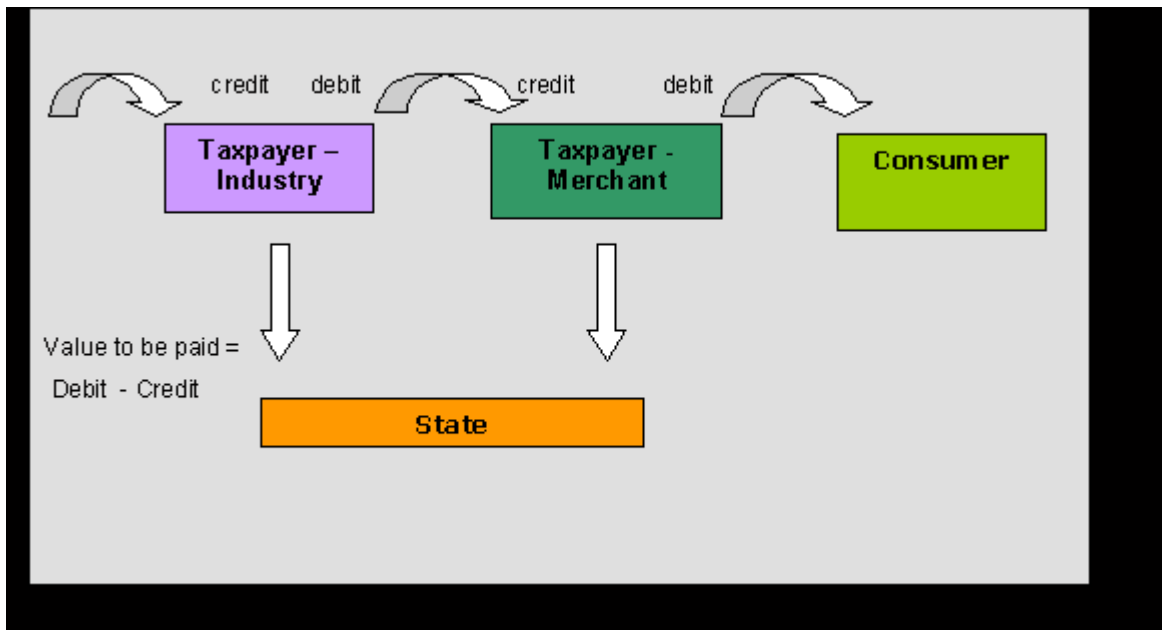 credit debit credit debit
Taxpayer –
Industry
Taxpayer -
Merchant
Consumer
Value to be paid =
Debit - Credit
State